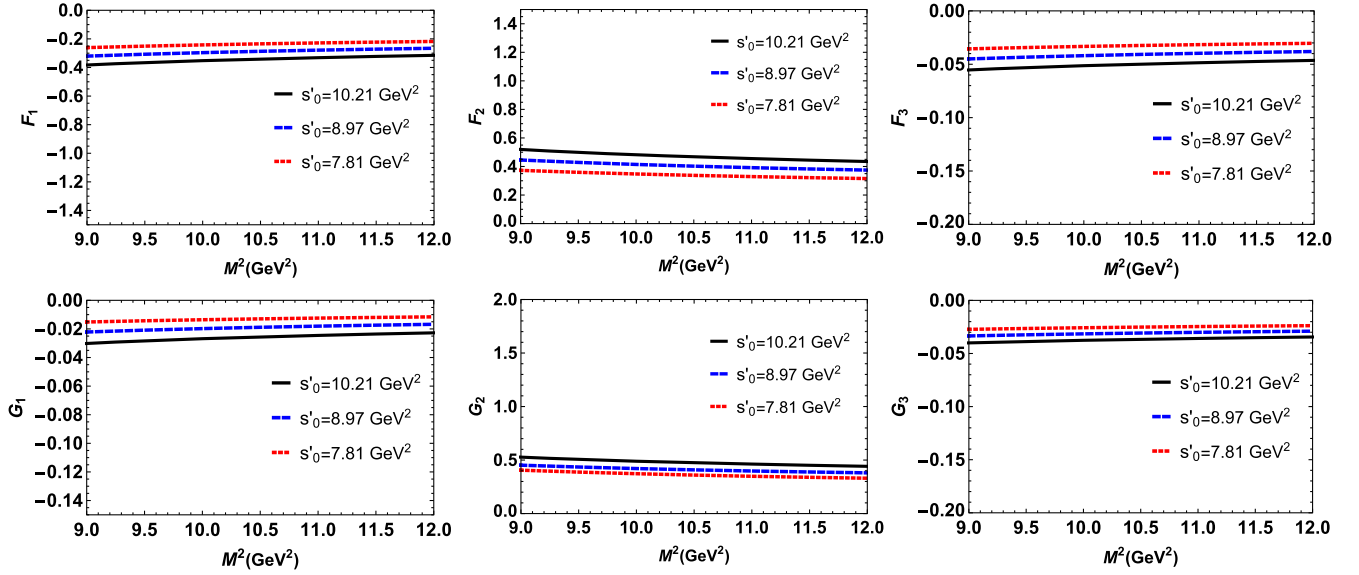 0.0
−0.2
−0.4
−0.6
−0.8
−1.0
−1.2
−1.4
F1
s'0=10.21 GeV²
s'0=8.97 GeV²
s'0=7.81 GeV²
9.0 9.5 10.0 10.5 11.0 11.5 12.0
M²(GeV²)
1.4
1.2
1.0
0.8
0.6
0.4
0.2
0.0
F2
s'0=10.21 GeV²
s'0=8.97 GeV²
s'0=7.81 GeV²
9.0 9.5 10.0 10.5 11.0 11.5 12.0
M²(GeV²)
0.00
−0.05
−0.10
−0.15
−0.20
F3
s'0=10.21 GeV²
s'0=8.97 GeV²
s'0=7.81 GeV²
9.0 9.5 10.0 10.5 11.0 11.5 12.0
M²(GeV²)
0.00
−0.02
−0.04
−0.06
−0.08
−0.10
−0.12
−0.14
G1
s'0=10.21 GeV²
s'0=8.97 GeV²
s'0=7.81 GeV²
9.0 9.5 10.0 10.5 11.0 11.5 12.0
M²(GeV²)
2.0
1.5
1.0
0.5
0.0
G2
s'0=10.21 GeV²
s'0=8.97 GeV²
s'0=7.81 GeV²
9.0 9.5 10.0 10.5 11.0 11.5 12.0
M²(GeV²)
0.00
−0.05
−0.10
−0.15
−0.20
G3
s'0=10.21 GeV²
s'0=8.97 GeV²
s'0=7.81 GeV²
9.0 9.5 10.0 10.5 11.0 11.5 12.0
M²(GeV²)